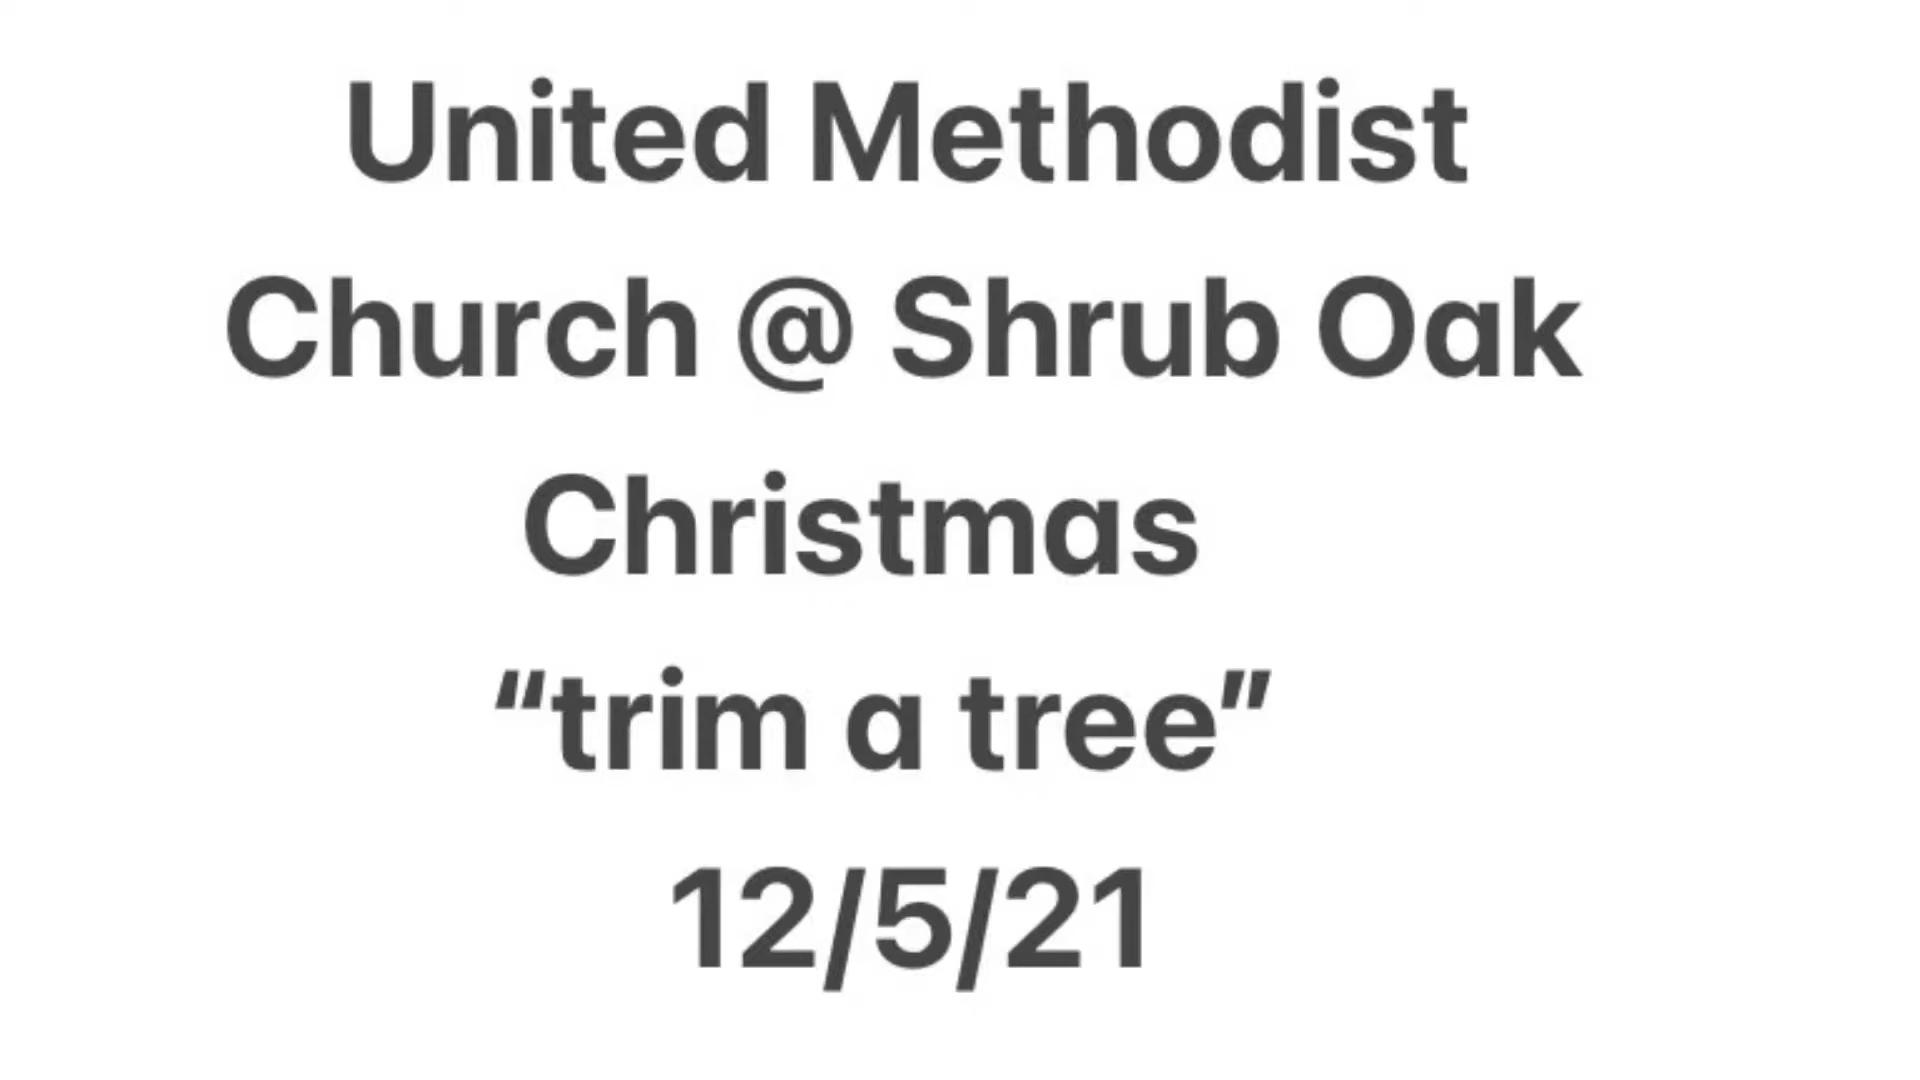 United Methodist
Church @ Shrub Oak
Christmas
“trim a tree”
12/5/21